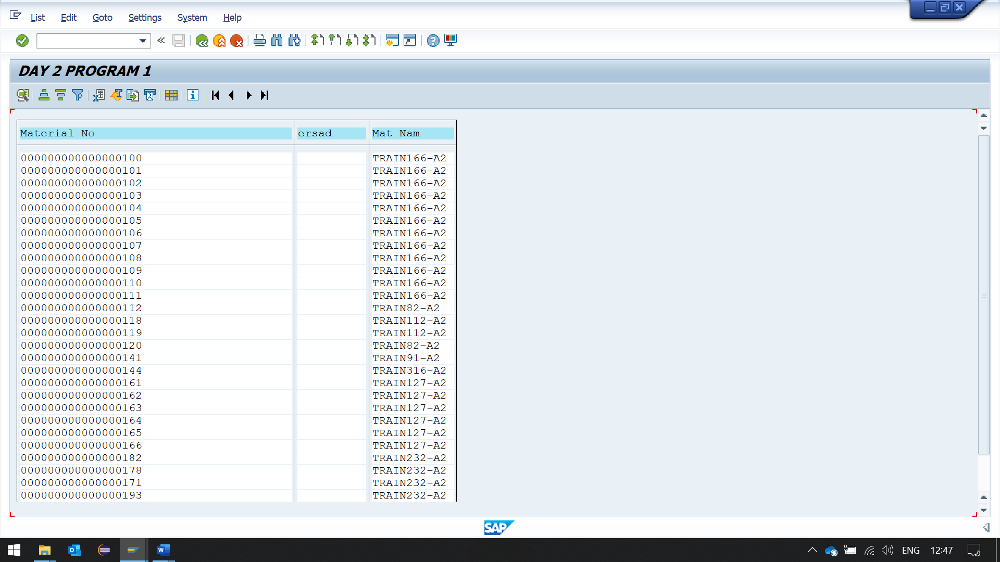 List Edit Goto Settings System Help
DAY 2 PROGRAM 1
Material No ersad Mat Nam
000000000000000100 TRAIN166-A2
000000000000000101 TRAIN166-A2
000000000000000102 TRAIN166-A2
000000000000000103 TRAIN166-A2
000000000000000104 TRAIN166-A2
000000000000000105 TRAIN166-A2
000000000000000106 TRAIN166-A2
000000000000000107 TRAIN166-A2
000000000000000108 TRAIN166-A2
000000000000000109 TRAIN166-A2
000000000000000110 TRAIN166-A2
000000000000000111 TRAIN166-A2
000000000000000112 TRAIN82-A2
000000000000000118 TRAIN112-A2
000000000000000119 TRAIN112-A2
000000000000000120 TRAIN82-A2
000000000000000141 TRAIN91-A2
000000000000000144 TRAIN316-A2
000000000000000161 TRAIN127-A2
000000000000000162 TRAIN127-A2
000000000000000163 TRAIN127-A2
000000000000000164 TRAIN127-A2
000000000000000165 TRAIN127-A2
000000000000000166 TRAIN127-A2
000000000000000182 TRAIN232-A2
000000000000000178 TRAIN232-A2
000000000000000171 TRAIN232-A2
000000000000000193 TRAIN232-A2
SAP
ENG 12:47